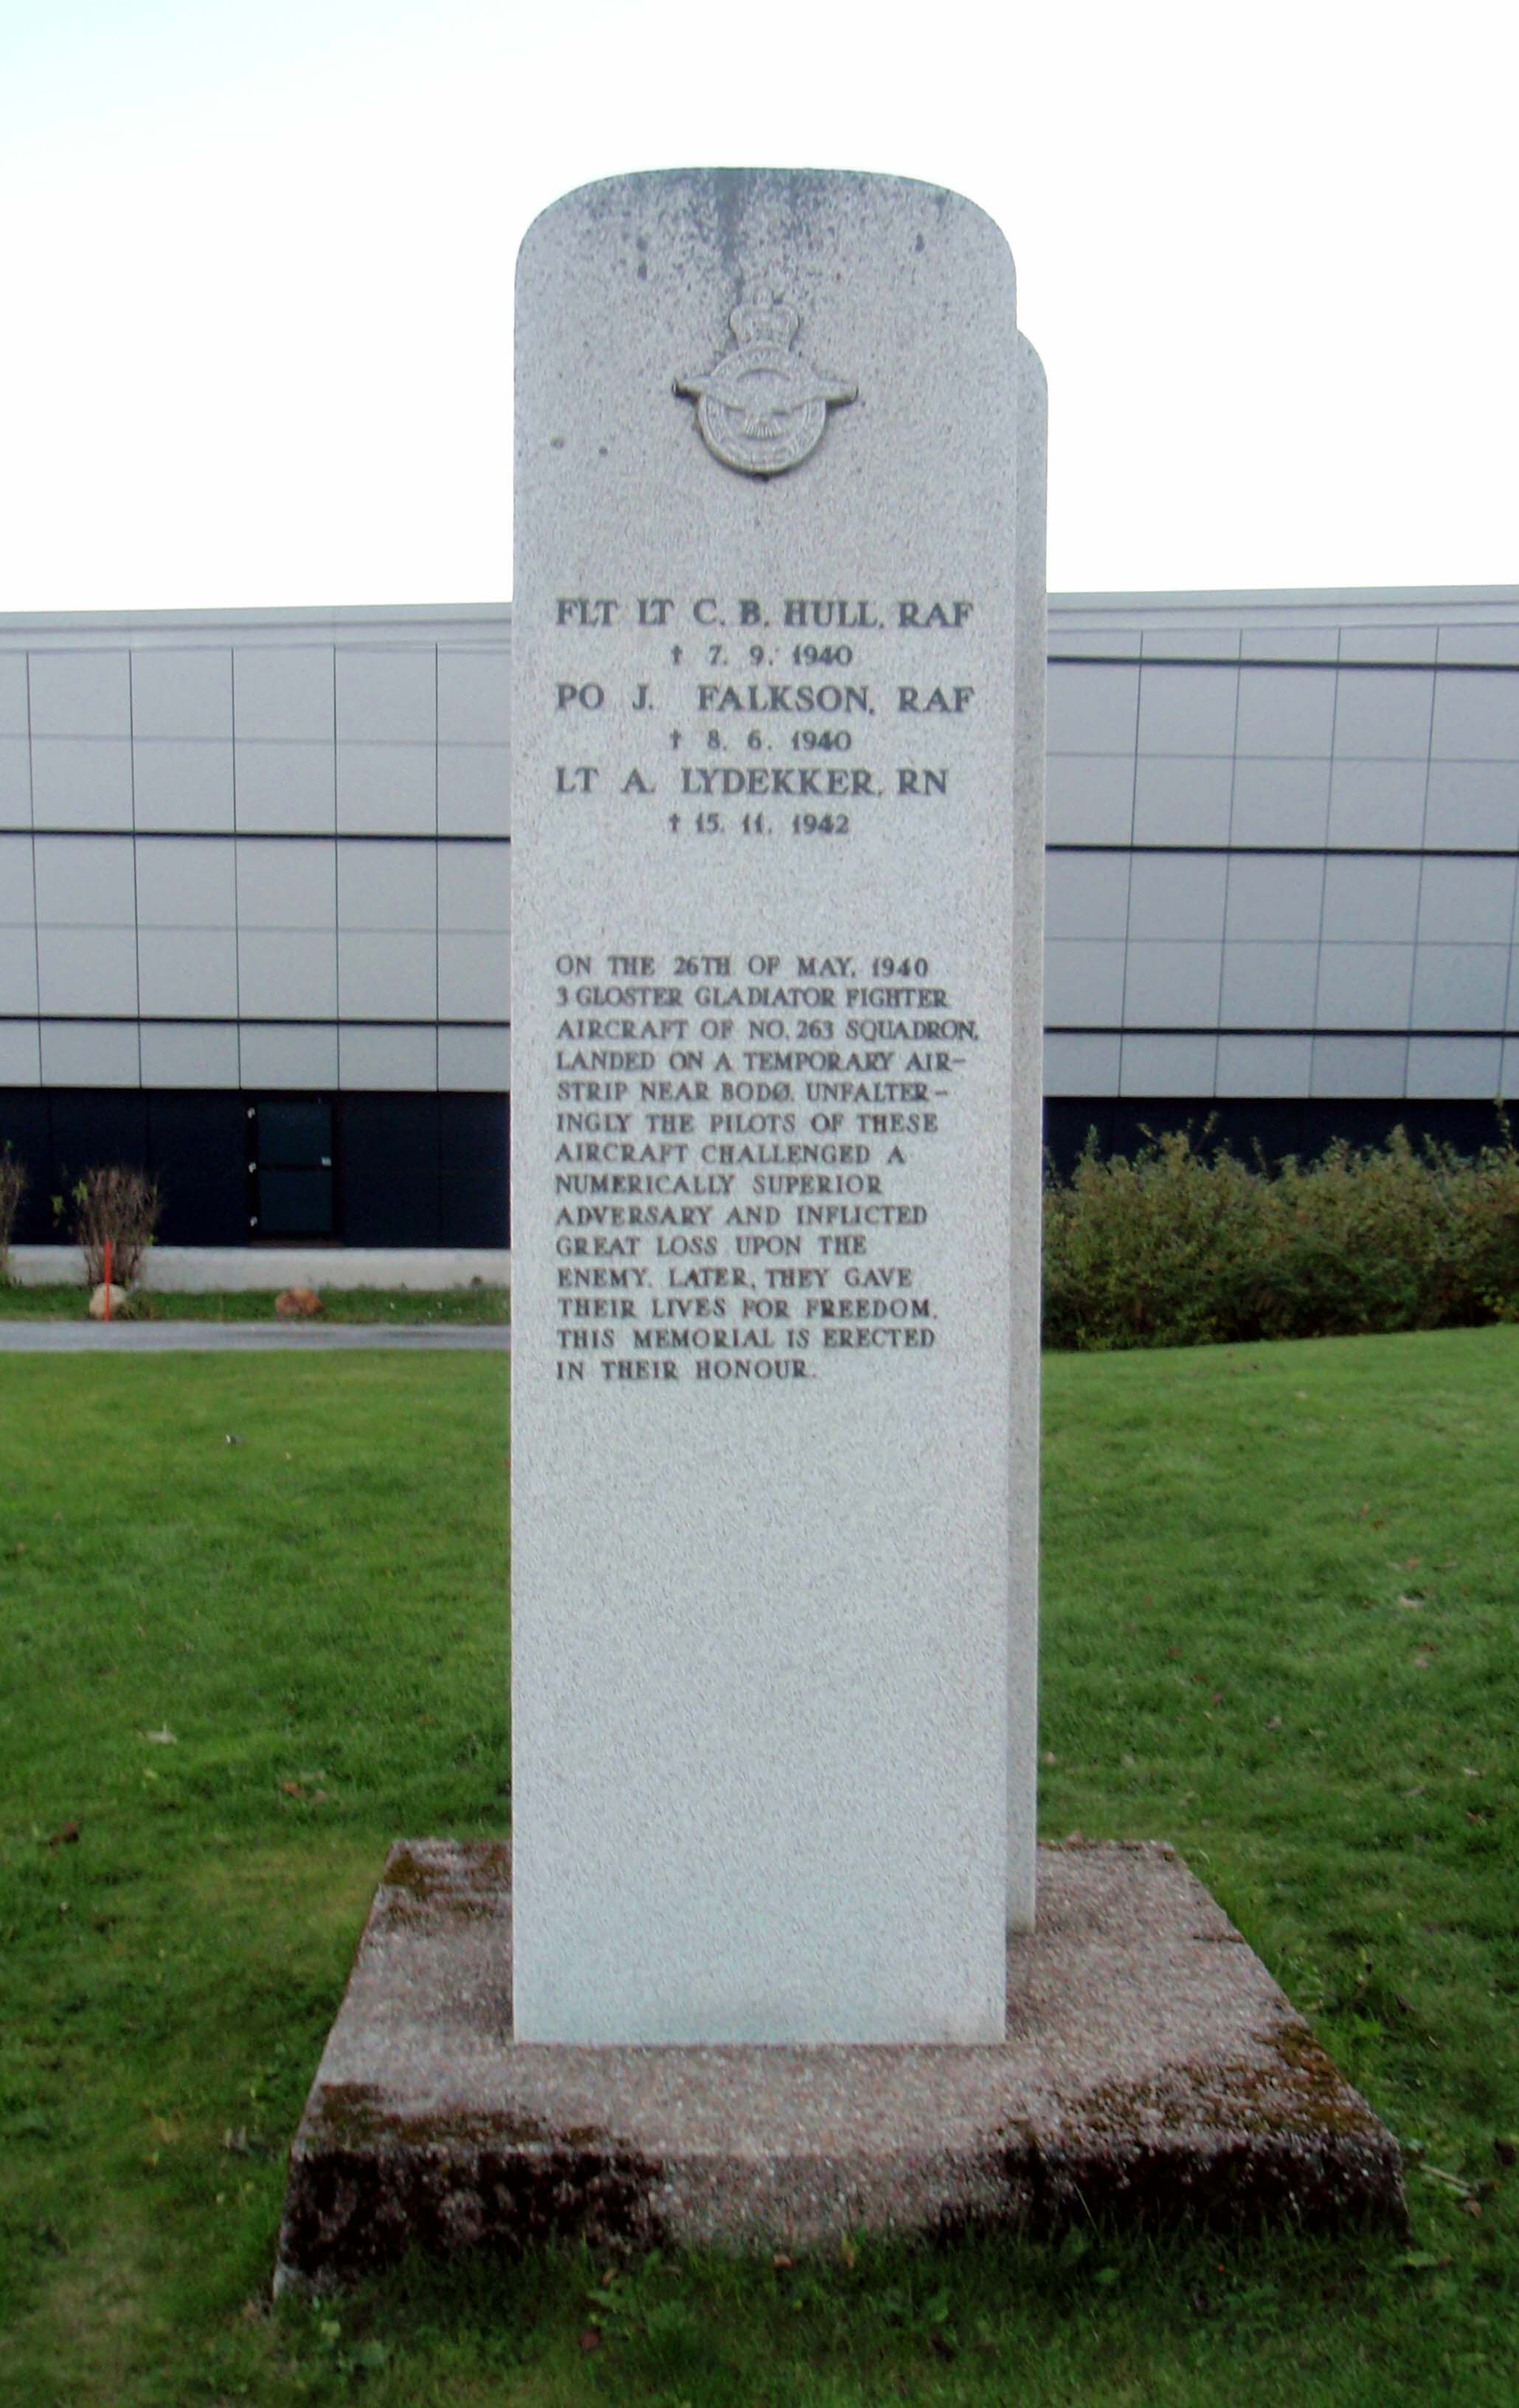 FLT LT C. B. HULL, RAF
† 7. 9. 1940
PO J. FALKSON, RAF
† 8. 6. 1940
LT A. LYDEKKER, RN
† 15. 11. 1942
ON THE 26TH OF MAY, 1940
3 GLOSTER GLADIATOR FIGHTER
AIRCRAFT OF NO. 263 SQUADRON,
LANDED ON A TEMPORARY AIR-
STRIP NEAR BODØ. UNFALTER-
INGLY THE PILOTS OF THESE
AIRCRAFT CHALLENGED A
NUMERICALLY SUPERIOR
ADVERSARY AND INFLICTED
GREAT LOSS UPON THE
ENEMY. LATER, THEY GAVE
THEIR LIVES FOR FREEDOM.
THIS MEMORIAL IS ERECTED
IN THEIR HONOUR.